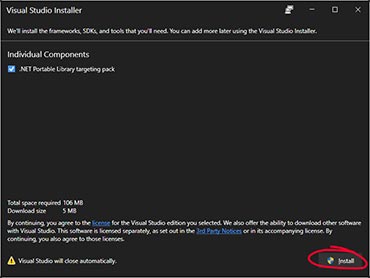 Visual Studio Installer
We'll install the frameworks, SDKs, and tools that you'll need. You can add more later using the Visual Studio Installer.
Individual Components
.NET Portable Library targeting pack
Total space required 106 MB
Download size 5 MB
By continuing, you agree to the license for the Visual Studio edition you selected. We also offer the ability to download other software
with Visual Studio. This software is licensed separately, as set out in the 3rd Party Notices or in its accompanying license. By
continuing, you also agree to those licenses.
Visual Studio will close automatically.
Install